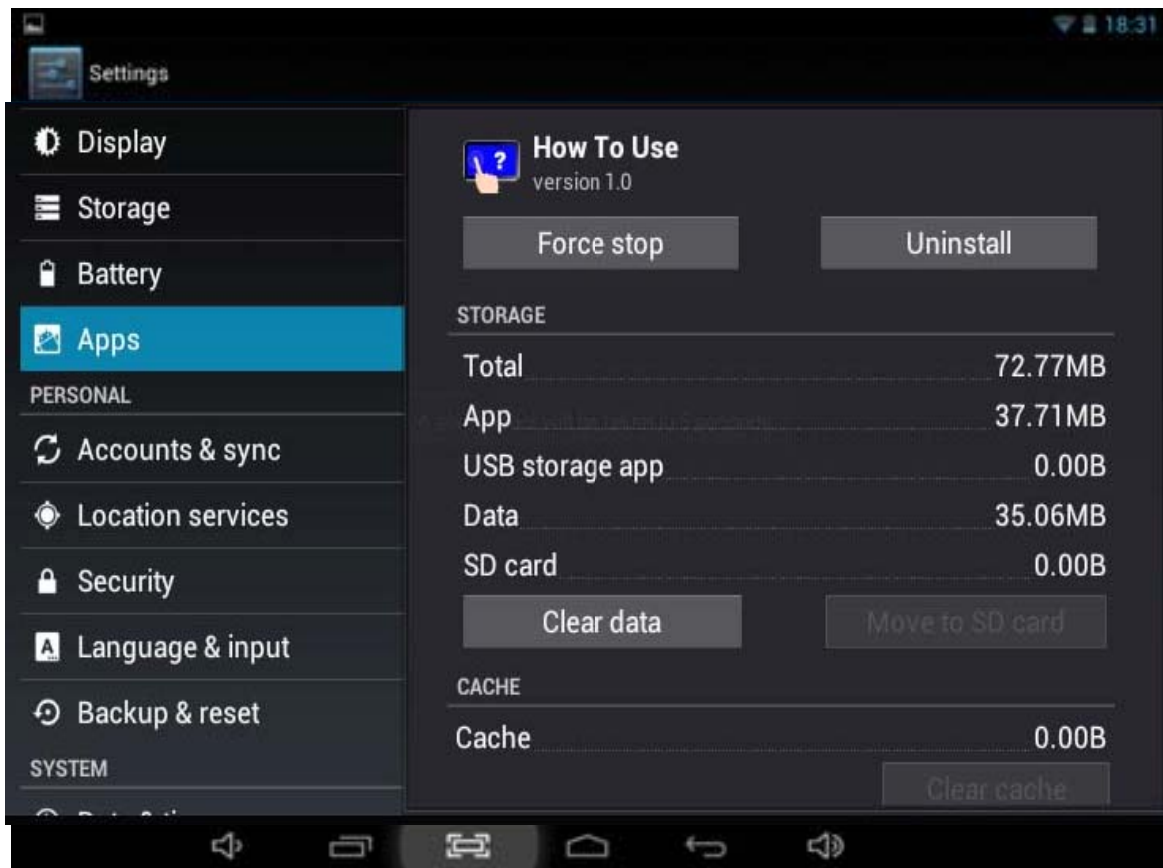 18:31
Settings
Display
Storage
Battery
Apps
PERSONAL
Accounts & sync
Location services
Security
Language & input
Backup & reset
SYSTEM
How To Use
version 1.0
Force stop Uninstall
STORAGE
Total 72.77MB
App 37.71MB
USB storage app 0.00B
Data 35.06MB
SD card 0.00B
Clear data Move to SD card
CACHE
Cache 0.00B
Clear cache